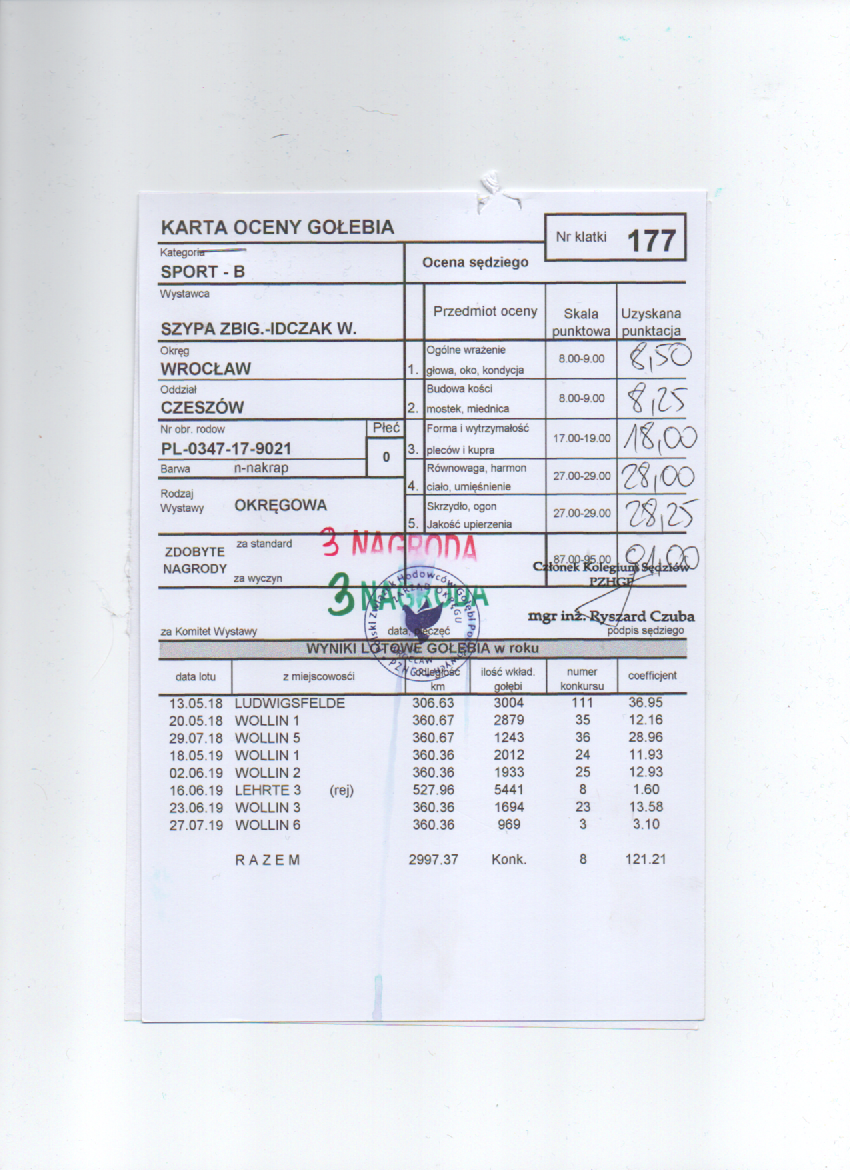 KARTA OCENY GOŁEBIA
Nr klatki 177
Kategoria
SPORT - B
Ocena sędziego
Wystawca
SZYPA ZBIG.-IDCZAK W.
Przedmiot oceny
Skala punktowa
Uzyskana punktacja
Okręg
WROCŁAW
1. Ogólne wrażenie
głowa, oko, kondycja
8.00-9.00 8,50
Oddział
CZESZÓW
2. Budowa kości
mostek, miednica
8.00-9.00 8,25
Nr obr. rodow
PL-0347-17-9021
Płeć
0
3. Forma i wytrzymałość
pleców i kupra
17.00-19.00 18,00
Barwa n-nakrap
4. Równowaga, harmon
ciało, umięśnienie
27.00-29.00 28,00
Rodzaj
Wystawy OKRĘGOWA
5. Skrzydło, ogon
Jakość upierzenia
27.00-29.00 28,25
ZDOBYTE
NAGRODY
za standard 3 NAGRODA
87.00-95.00 91,00
Członek Kolegium Sędziów
PZHGP
za wyczyn 3 NAGRODA
mgr inż. Ryszard Czuba
za Komitet Wystawy
data, pieczęć
podpis sędziego
WYNIKI LOTOWE GOŁĘBIA w roku
data lotu z miejscowości odległość km ilość wkład. gołębi numer konkursu coefficjent
13.05.18 LUDWIGSFELDE 306.63 3004 111 36.95
20.05.18 WOLLIN 1 360.67 2879 35 12.16
29.07.18 WOLLIN 5 360.67 1243 36 28.96
18.05.19 WOLLIN 1 360.36 2012 24 11.93
02.06.19 WOLLIN 2 360.36 1933 25 12.93
16.06.19 LEHRTE 3 (rej) 527.96 5441 8 1.60
23.06.19 WOLLIN 3 360.36 1694 23 13.58
27.07.19 WOLLIN 6 360.36 969 3 3.10
R A Z E M 2997.37 Konk. 8 121.21